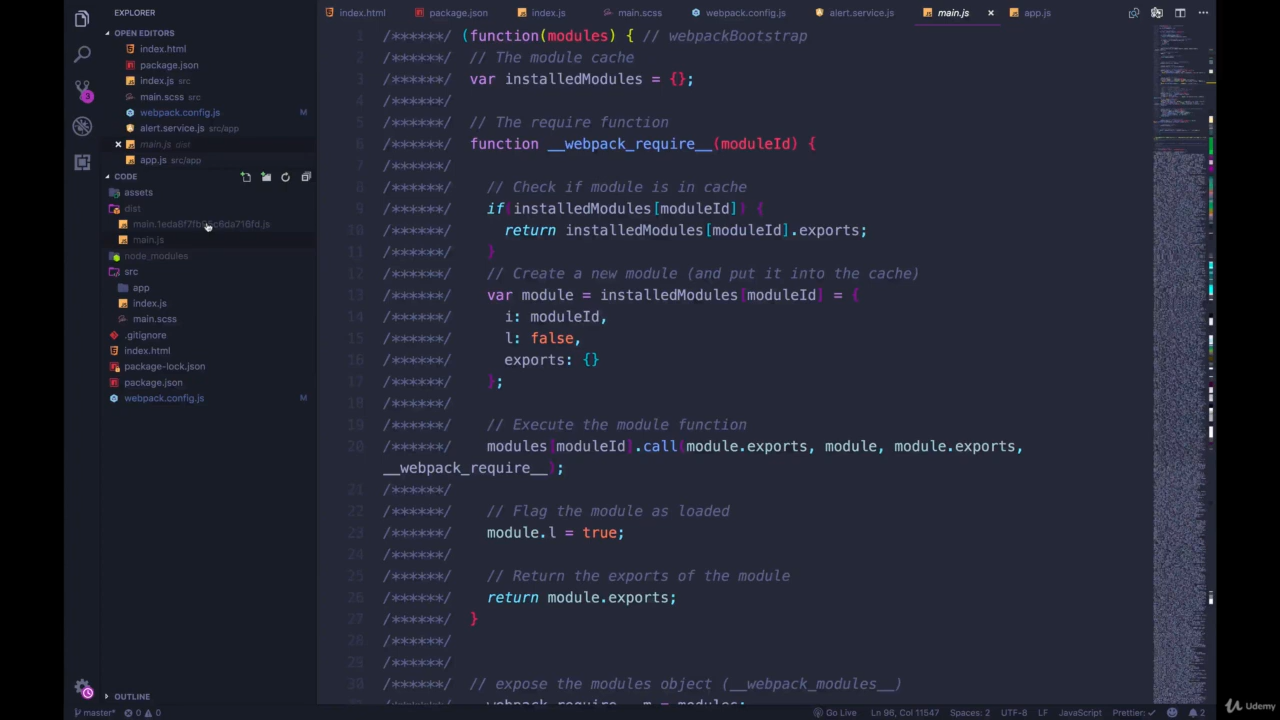 EXPLORER
OPEN EDITORS
index.html
package.json
index.js src
main.scss src
webpack.config.js M
alert.service.js src/app
main.js dist
app.js src/app
CODE
assets
dist
main.js
node_modules
src
app
index.js
main.scss
.gitignore
index.html
package-lock.json
package.json
webpack.config.js M
OUTLINE
index.html package.json index.js main.scss webpack.config.js alert.service.js main.js app.js
1 /******/ (function(modules) { // webpackBootstrap
2 /******/ // The module cache
3 /******/ var installedModules = {};
4 /******/
5 /******/ // The require function
6 /******/ function __webpack_require__(moduleId) {
7 /******/
8 /******/ // Check if module is in cache
9 /******/ if(installedModules[moduleId]) {
10 /******/ return installedModules[moduleId].exports;
11 /******/ }
12 /******/ // Create a new module (and put it into the cache)
13 /******/ var module = installedModules[moduleId] = {
14 /******/ i: moduleId,
15 /******/ l: false,
16 /******/ exports: {}
17 /******/ };
18 /******/
19 /******/ // Execute the module function
20 /******/ modules[moduleId].call(module.exports, module, module.exports,
__webpack_require__);
21 /******/
22 /******/ // Flag the module as loaded
23 /******/ module.l = true;
24 /******/
25 /******/ // Return the exports of the module
26 /******/ return module.exports;
27 /******/ }
28 /******/
29 /******/
30 /******/ // expose the modules object (__webpack_modules__)
master* 0 0 Go Live Ln 96, Col 11547 Spaces: 2 UTF-8 LF JavaScript Prettier: ✓ 2
Udemy